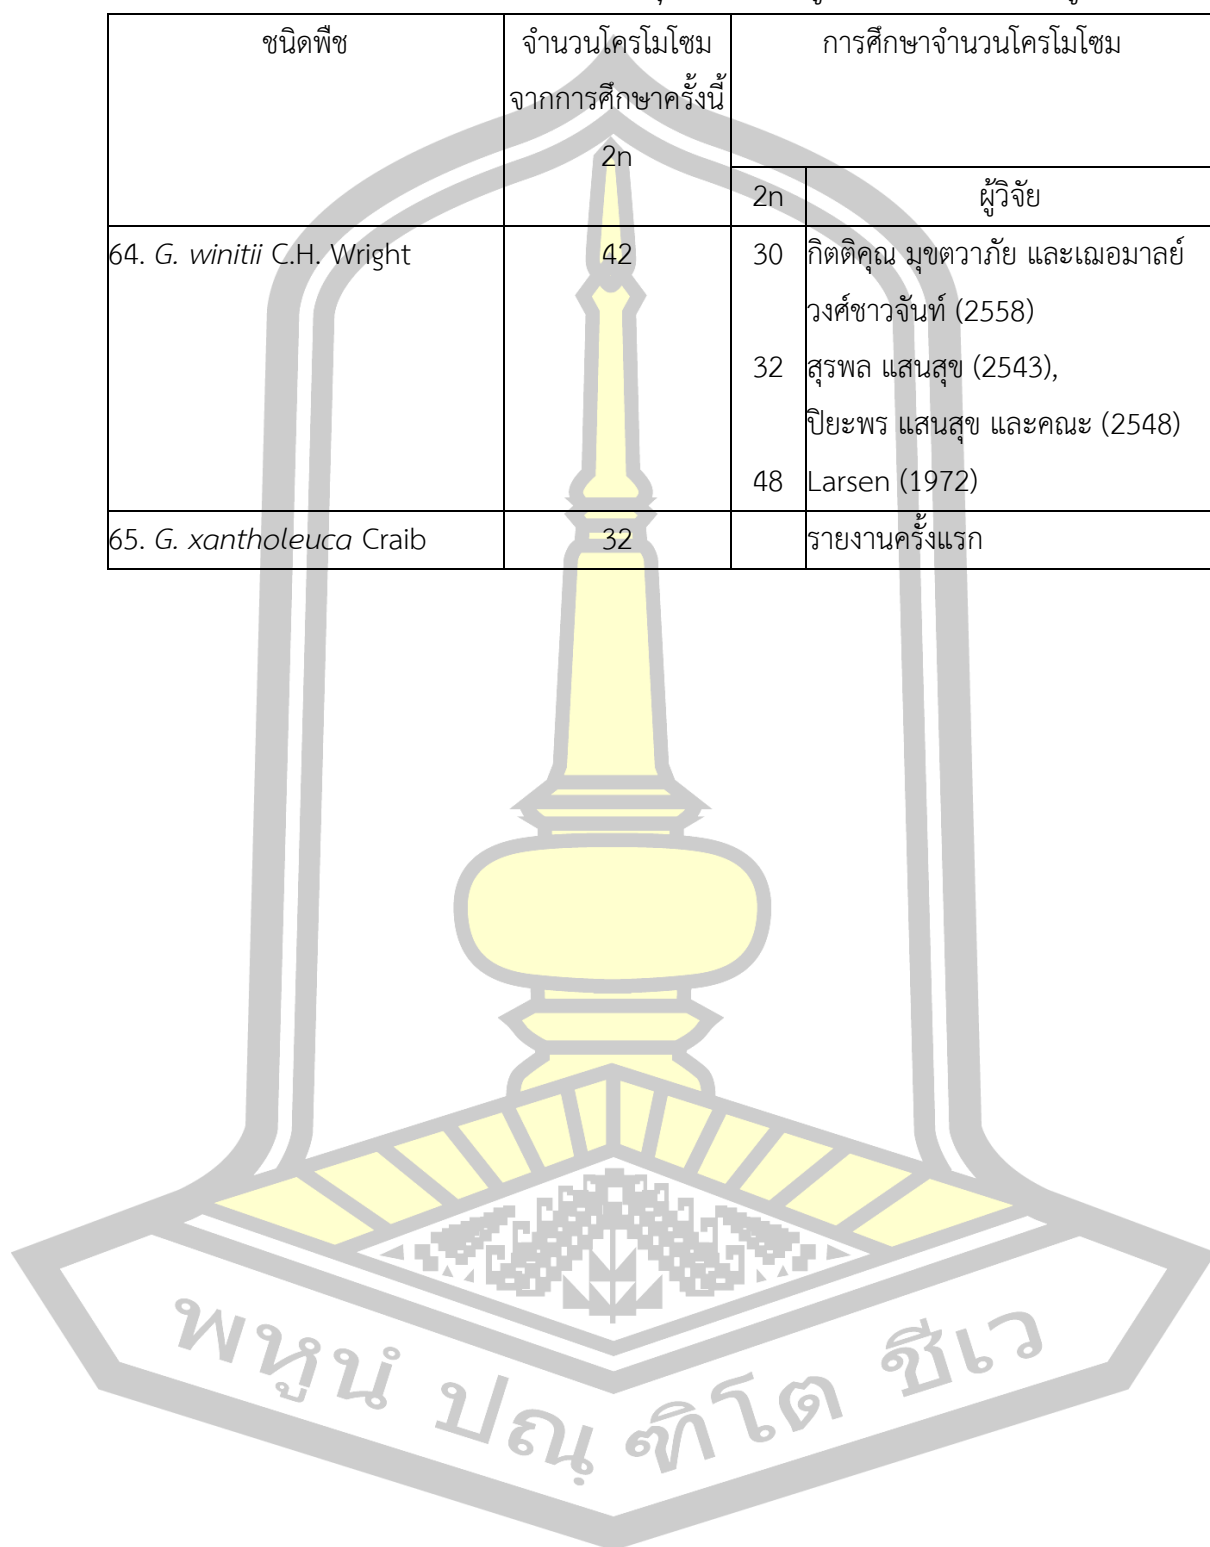 ชนิดพืช
จำนวนโครโมโซม
จากการศึกษาครั้งนี้
2n
การศึกษาจำนวนโครโมโซม
2n ผู้วิจัย
64. G. winitii C.H. Wright 42 30 กิตติคุณ มุขตวาภัย และเฌอมาลย์
วงศ์ชาวจันท์ (2558)
32 สุรพล แสนสุข (2543),
ปิยะพร แสนสุข และคณะ (2548)
48 Larsen (1972)
65. G. xantholeuca Craib 32 รายงานครั้งแรก
พหูนํ ปณฺฑิโต ชีเว